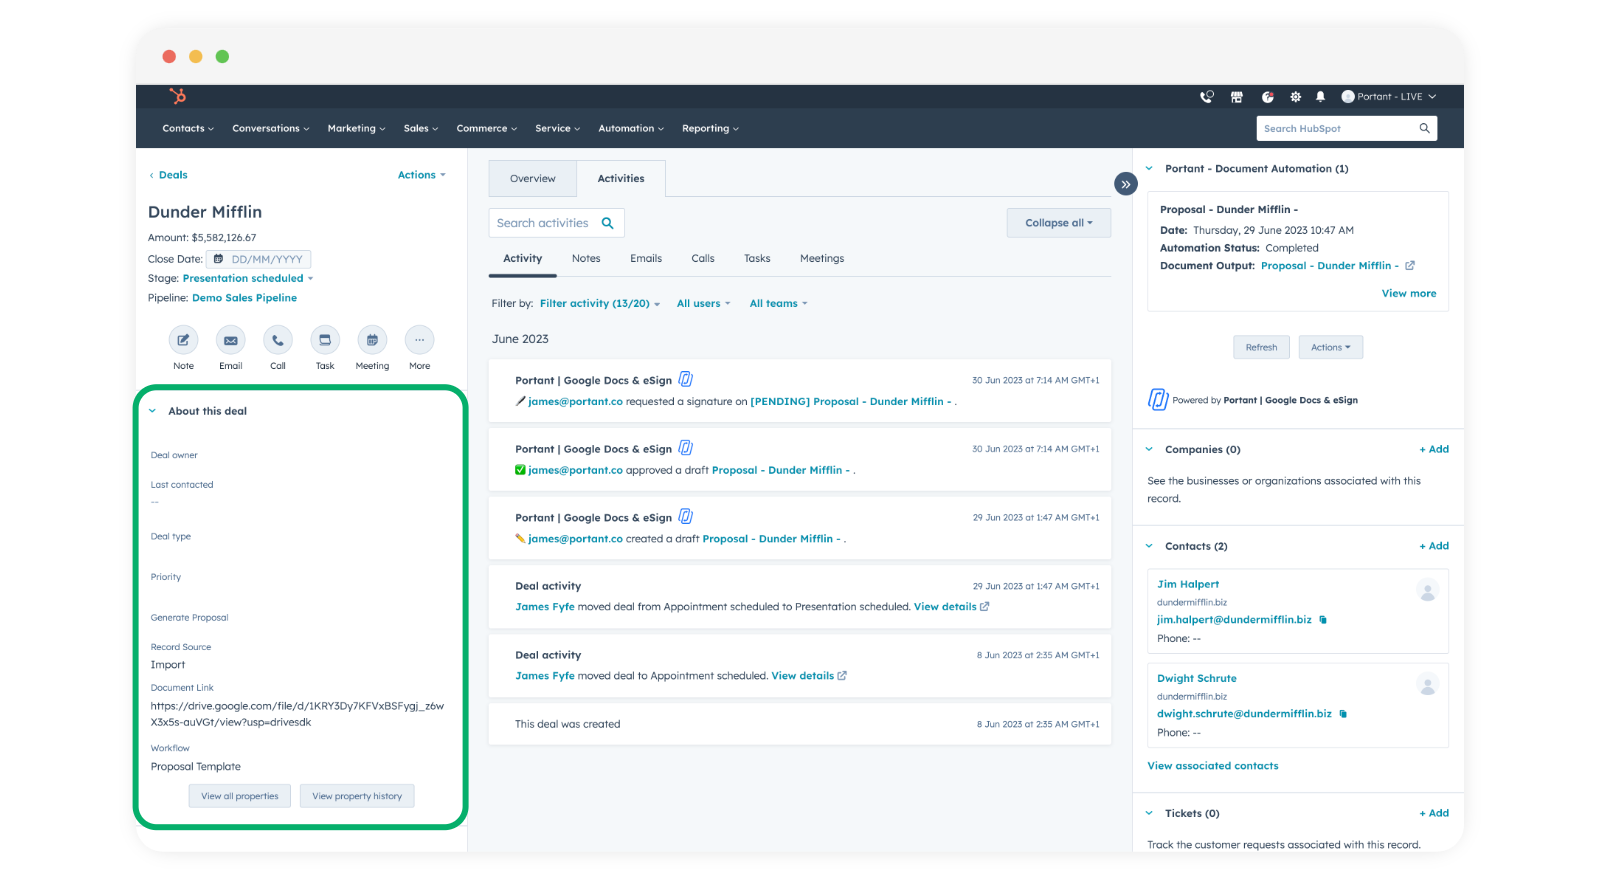 Portant - LIVE
Contacts
Conversations
Marketing
Sales
Commerce
Service
Automation
Reporting
Search HubSpot
Deals
Actions
Dunder Mifflin
Amount: $5,582,126.67
Close Date: DD/MM/YYYY
Stage: Presentation scheduled
Pipeline: Demo Sales Pipeline
Note
Email
Call
Task
Meeting
More
About this deal
Deal owner
Last contacted
--
Deal type
Priority
Generate Proposal
Record Source
Import
Document Link
https://drive.google.com/file/d/1KRY3Dy7KFVxBSFygj_z6w
X3x5s-auVGt/view?usp=drivesdk
Workflow
Proposal Template
View all properties
View property history
Overview
Activities
Search activities
Collapse all
Activity
Notes
Emails
Calls
Tasks
Meetings
Filter by: Filter activity (13/20)
All users
All teams
June 2023
Portant | Google Docs & eSign
30 Jun 2023 at 7:14 AM GMT+1
james@portant.co requested a signature on [PENDING] Proposal - Dunder Mifflin - .
Portant | Google Docs & eSign
30 Jun 2023 at 7:14 AM GMT+1
james@portant.co approved a draft Proposal - Dunder Mifflin - .
Portant | Google Docs & eSign
29 Jun 2023 at 1:47 AM GMT+1
james@portant.co created a draft Proposal - Dunder Mifflin - .
Deal activity
29 Jun 2023 at 1:47 AM GMT+1
James Fyfe moved deal from Appointment scheduled to Presentation scheduled. View details
Deal activity
8 Jun 2023 at 2:35 AM GMT+1
James Fyfe moved deal to Appointment scheduled. View details
This deal was created
8 Jun 2023 at 2:35 AM GMT+1
Portant - Document Automation (1)
Proposal - Dunder Mifflin -
Date: Thursday, 29 June 2023 10:47 AM
Automation Status: Completed
Document Output: Proposal - Dunder Mifflin -
View more
Refresh
Actions
Powered by Portant | Google Docs & eSign
Companies (0)
+ Add
See the businesses or organizations associated with this
record.
Contacts (2)
+ Add
Jim Halpert
dundermifflin.biz
jim.halpert@dundermifflin.biz
Phone: --
Dwight Schrute
dundermifflin.biz
dwight.schrute@dundermifflin.biz
Phone: --
View associated contacts
Tickets (0)
+ Add
Track the customer requests associated with this record.